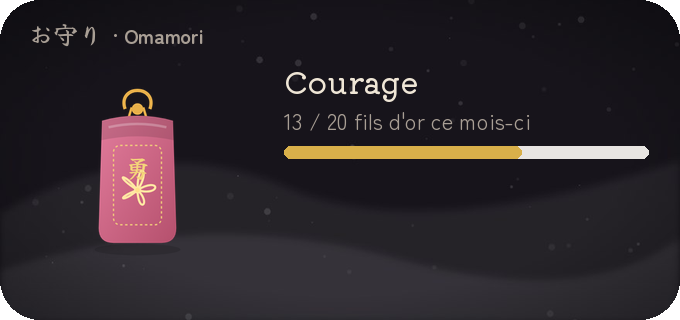 お守り · Omamori
Courage
13 / 20 fils d'or ce mois-ci
勇